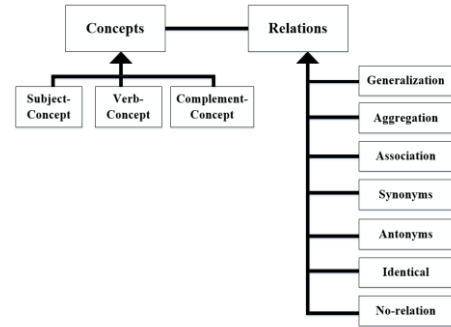 Concepts
Relations
Subject-
Concept
Verb-
Concept
Complement-
Concept
Generalization
Aggregation
Association
Synonyms
Antonyms
Identical
No-relation